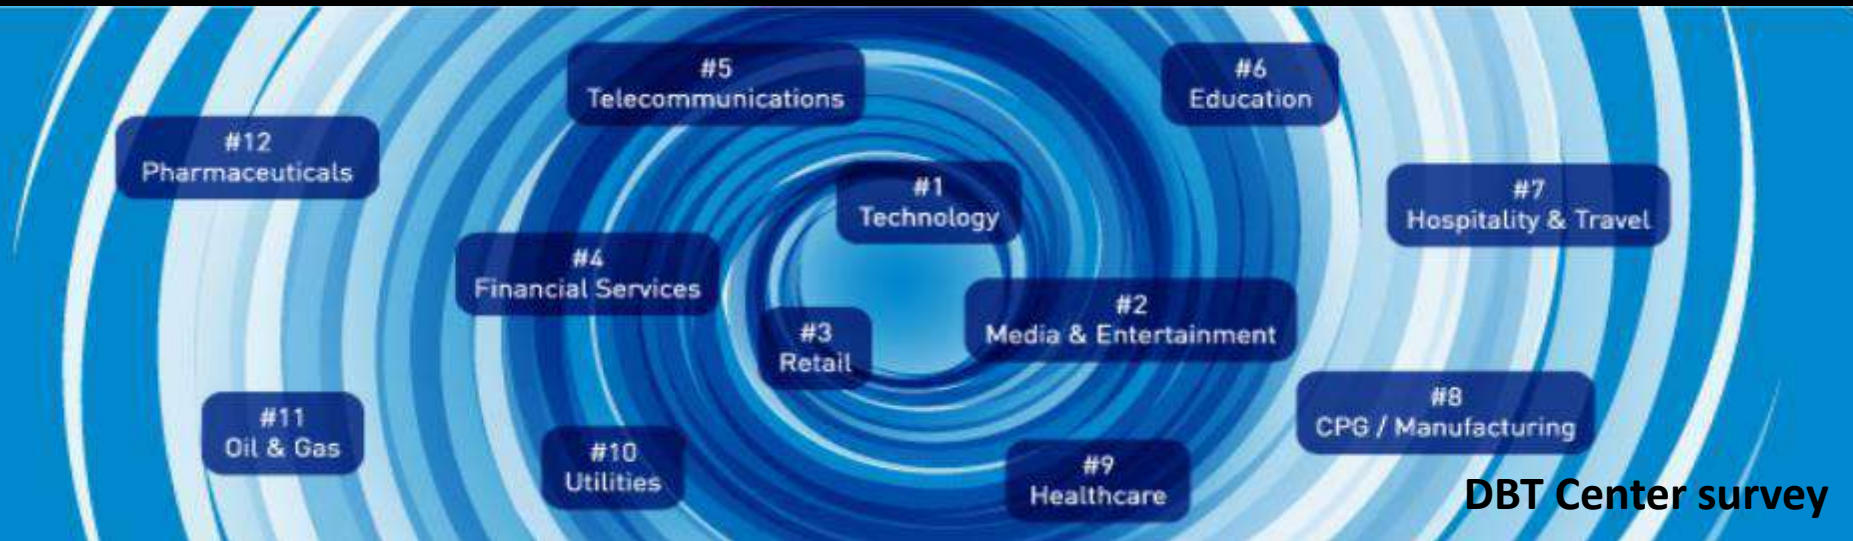 #5
Telecommunications
#6
Education
#12
Pharmaceuticals
#1
Technology
#7
Hospitality & Travel
#4
Financial Services
#2
Media & Entertainment
#3
Retail
#8
CPG / Manufacturing
#11
Oil & Gas
#10
Utilities
#9
Healthcare
DBT Center survey